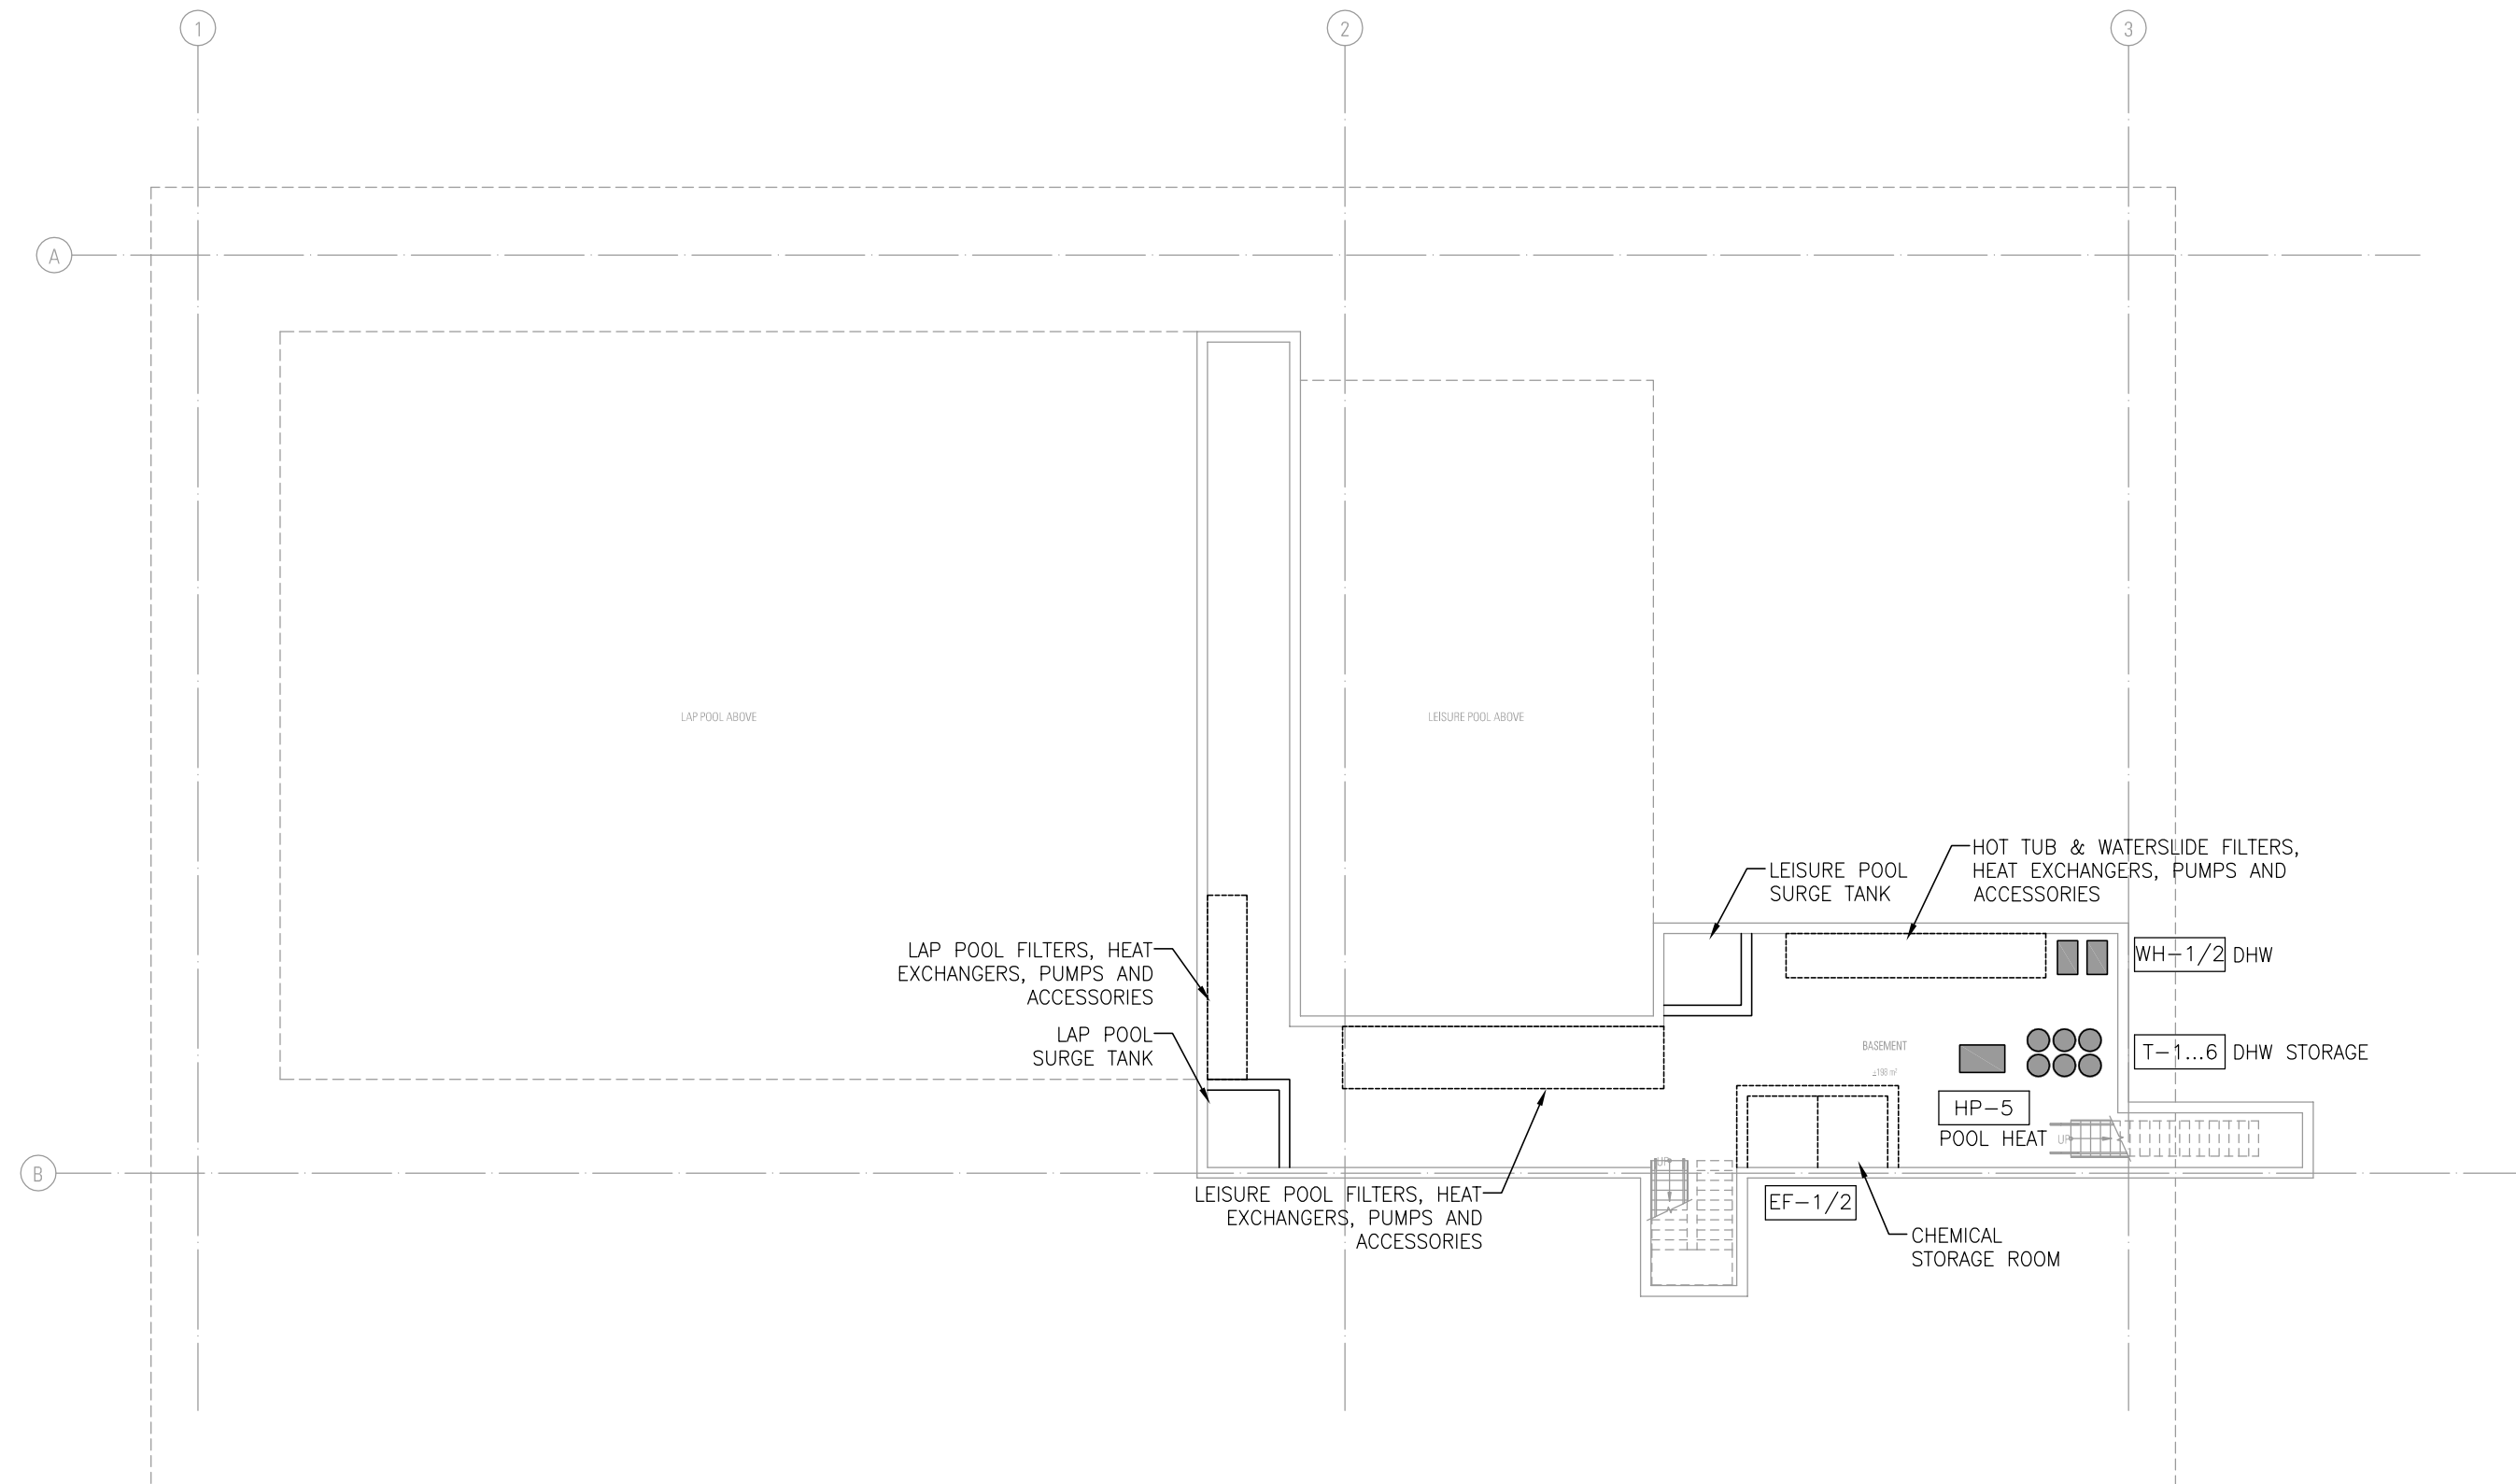 1
2
3
A
LAP POOL ABOVE
LEISURE POOL ABOVE
HOT TUB & WATERSLIDE FILTERS,
HEAT EXCHANGERS, PUMPS AND
ACCESSORIES
LEISURE POOL
SURGE TANK
LAP POOL FILTERS, HEAT
EXCHANGERS, PUMPS AND
ACCESSORIES
WH-1/2 DHW
LAP POOL
SURGE TANK
BASEMENT
±198 m²
T-1...6 DHW STORAGE
HP-5
POOL HEAT
UP
UP
B
LEISURE POOL FILTERS, HEAT
EXCHANGERS, PUMPS AND
ACCESSORIES
EF-1/2
CHEMICAL
STORAGE ROOM